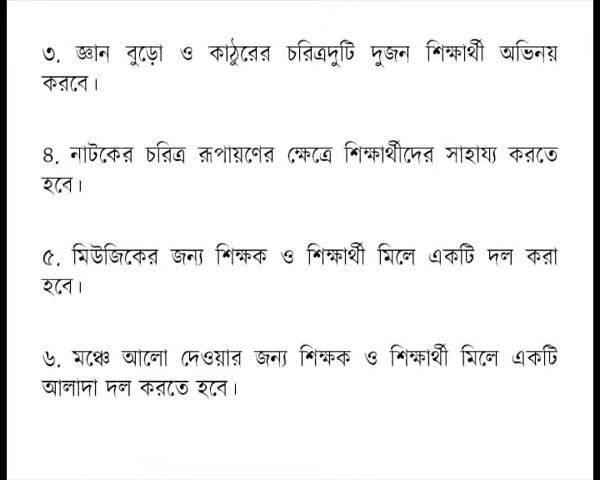 ৩. জ্ঞান বুড়ো ও কাঠুরের চরিত্রদুটি দুজন শিক্ষার্থী অভিনয়
করবে।
৪. নাটকের চরিত্র রূপায়ণের ক্ষেত্রে শিক্ষার্থীদের সাহায্য করতে
হবে।
৫. মিউজিকের জন্য শিক্ষক ও শিক্ষার্থী মিলে একটি দল করা
হবে।
৬. মঞ্চে আলো দেওয়ার জন্য শিক্ষক ও শিক্ষার্থী মিলে একটি
আলাদা দল করতে হবে।